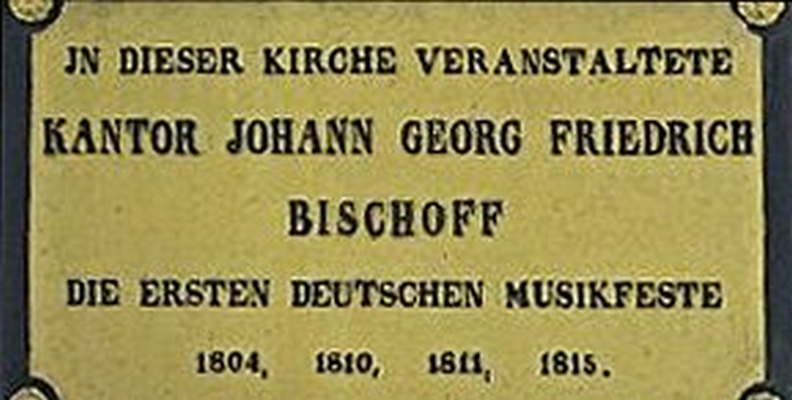 JN DIESER KIRCHE VERANSTALTETE
KANTOR JOHANN GEORG FRIEDRICH
BISCHOFF
DIE ERSTEN DEUTSCHEN MUSIKFESTE
1804, 1810, 1811, 1815.